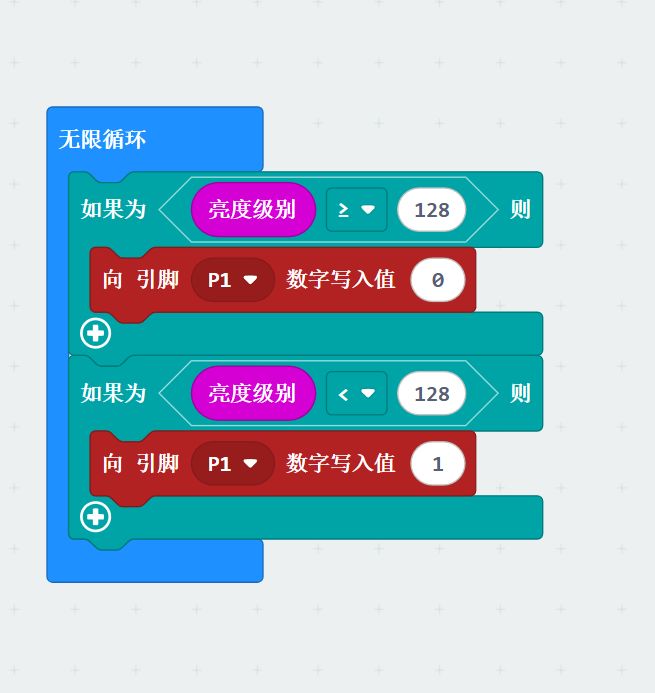 无限循环
如果为 亮度级别 ≥ 128 则
向 引脚 P1 数字写入值 0
如果为 亮度级别 < 128 则
向 引脚 P1 数字写入值 1